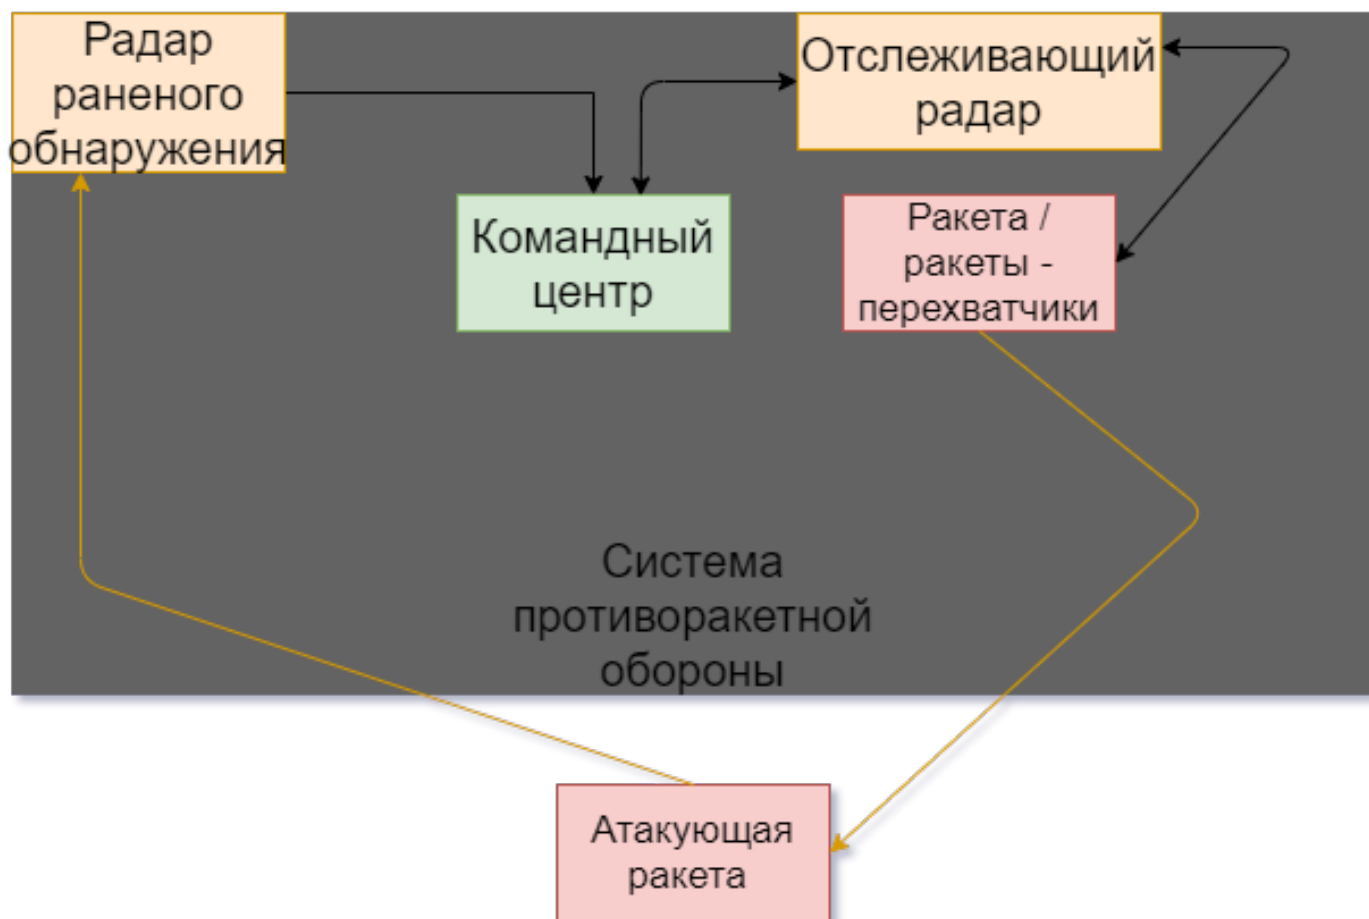 Радар
раненого
обнаружения
Отслеживающий
радар
Командный
центр
Ракета /
ракеты -
перехватчики
Система
противоракетной
обороны
Атакующая
ракета